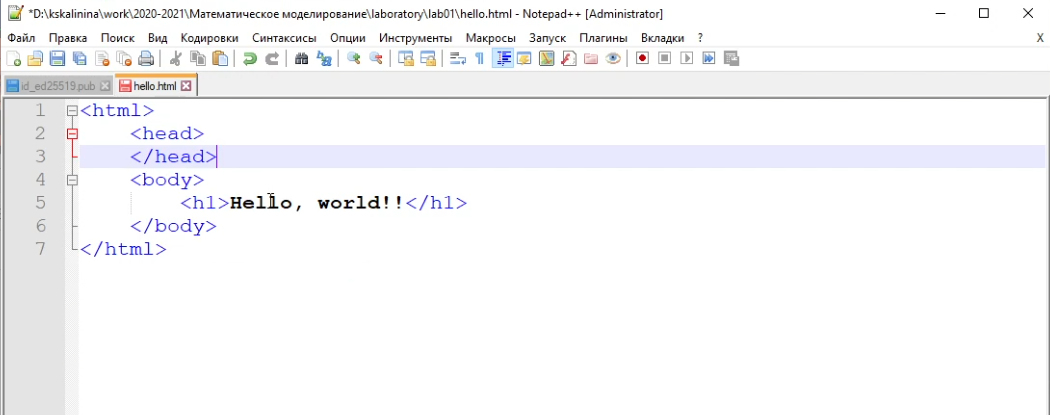 *D:\kskalinina\work\2020-2021\Математическое моделирование\laboratory\lab01\hello.html - Notepad++ [Administrator]
Файл Правка Поиск Вид Кодировки Синтаксисы Опции Инструменты Макросы Запуск Плагины Вкладки ? X
id_ed25519.pub hello.html
1 <html>
2 <head>
3 </head>
4 <body>
5 <h1>Hello, world!!</h1>
6 </body>
7 </html>